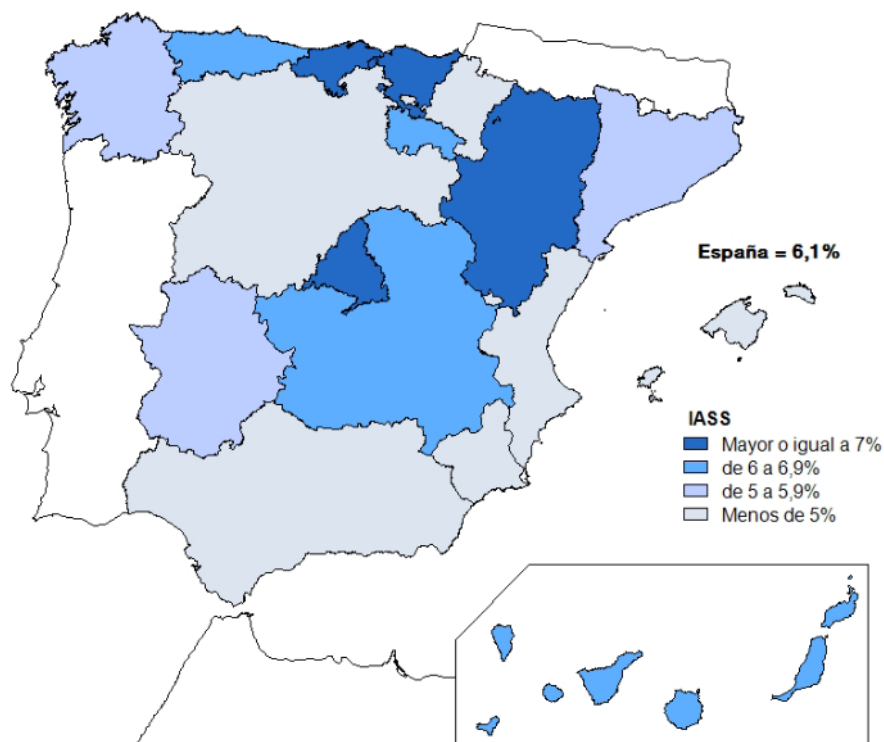 España = 6,1%
IASS
Mayor o igual a 7%
de 6 a 6,9%
de 5 a 5,9%
Menos de 5%